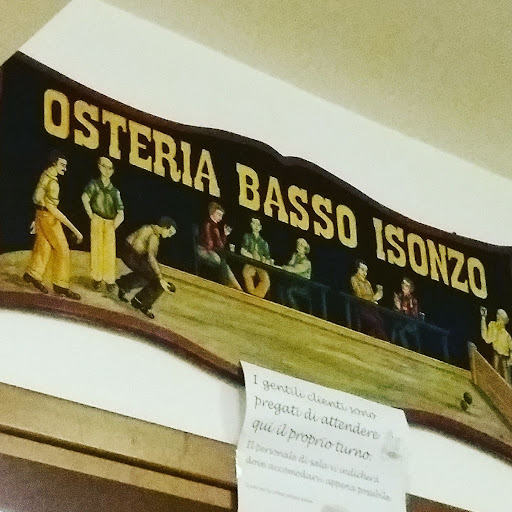 OSTERIA BASSO ISONZO
I gentili clienti sono
pregati di attendere
qui il proprio turno.
Il personale di sala vi indicherà
dove accomodarvi appena possibile